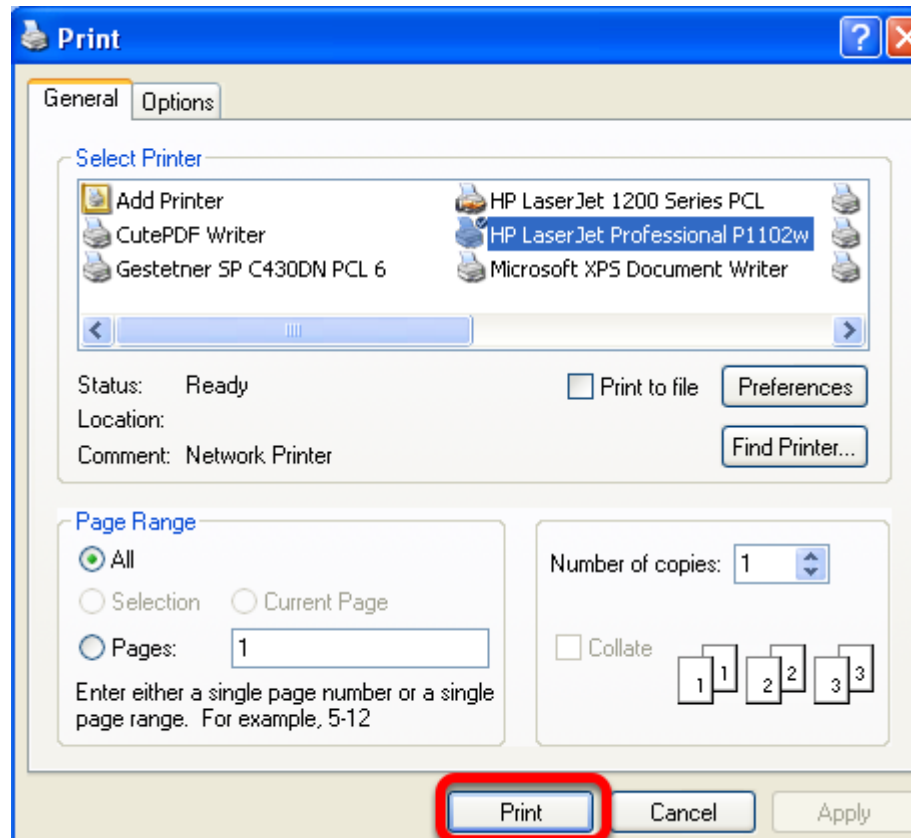 Print
General Options
Select Printer
Add Printer HP LaserJet 1200 Series PCL
CutePDF Writer HP LaserJet Professional P1102w
Gestetner SP C430DN PCL 6 Microsoft XPS Document Writer
Status: Ready Print to file Preferences
Location:
Comment: Network Printer Find Printer...
Page Range
All Number of copies: 1
Selection Current Page
Pages: 1 Collate 1 1 2 2 3 3
Enter either a single page number or a single
page range. For example, 5-12
Print Cancel Apply